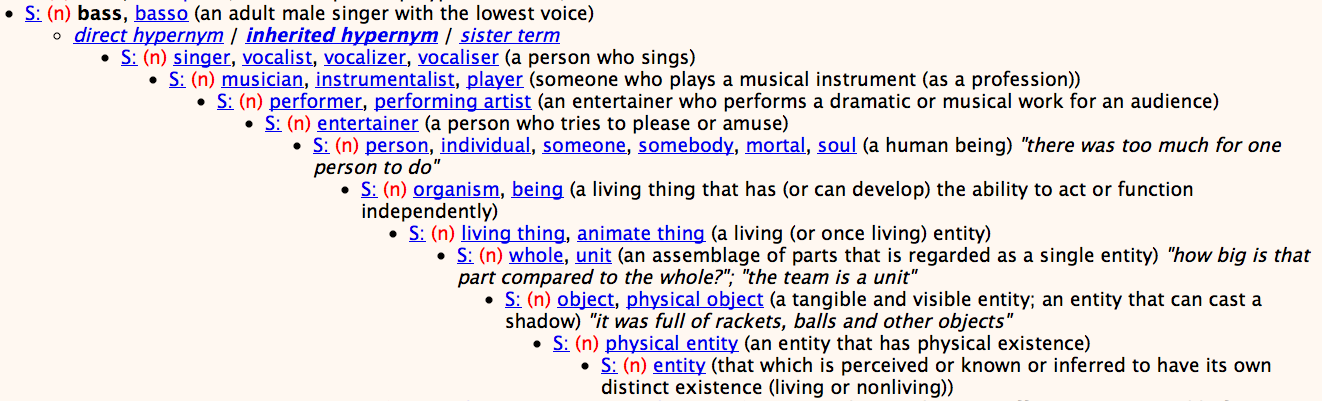 • S: (n) bass, basso (an adult male singer with the lowest voice)
○ direct hypernym / inherited hypernym / sister term
• S: (n) singer, vocalist, vocalizer, vocaliser (a person who sings)
• S: (n) musician, instrumentalist, player (someone who plays a musical instrument (as a profession))
• S: (n) performer, performing artist (an entertainer who performs a dramatic or musical work for an audience)
• S: (n) entertainer (a person who tries to please or amuse)
• S: (n) person, individual, someone, somebody, mortal, soul (a human being) "there was too much for one
person to do"
• S: (n) organism, being (a living thing that has (or can develop) the ability to act or function
independently)
• S: (n) living thing, animate thing (a living (or once living) entity)
• S: (n) whole, unit (an assemblage of parts that is regarded as a single entity) "how big is that
part compared to the whole?"; "the team is a unit"
• S: (n) object, physical object (a tangible and visible entity; an entity that can cast a
shadow) "it was full of rackets, balls and other objects"
• S: (n) physical entity (an entity that has physical existence)
• S: (n) entity (that which is perceived or known or inferred to have its own
distinct existence (living or nonliving))